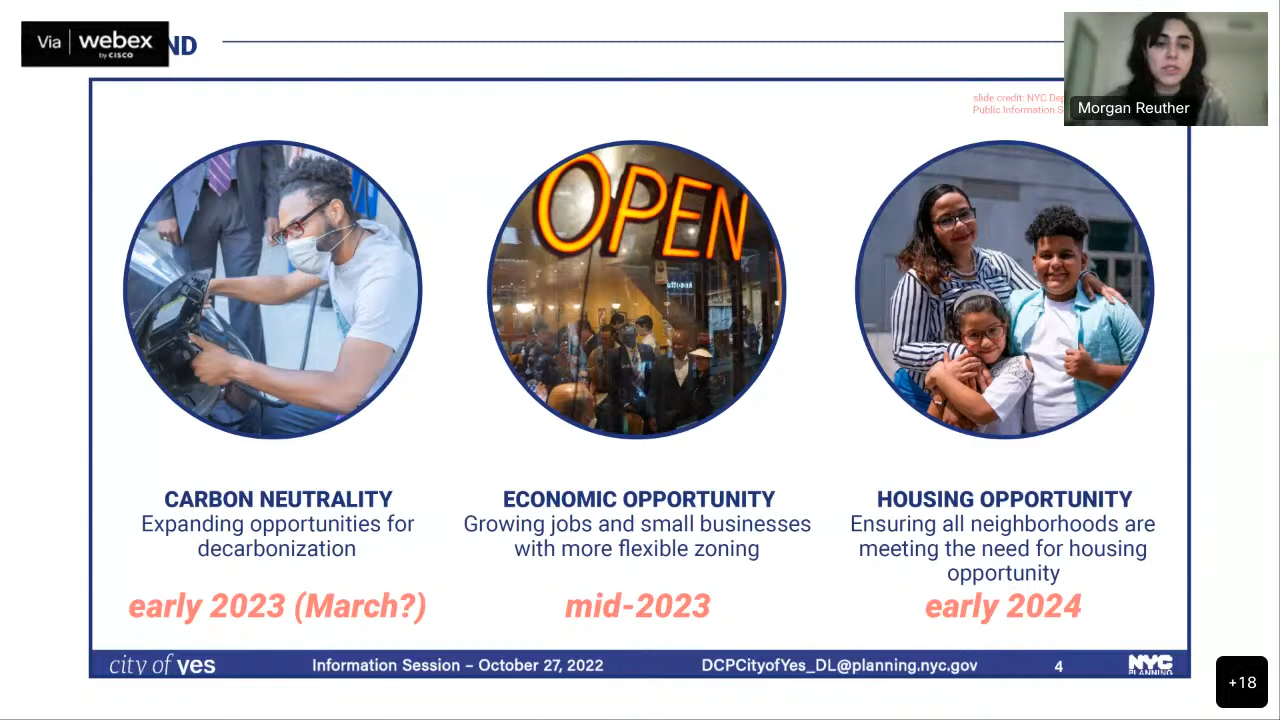 Via webex
by CISCO
ND
slide credit: NYC
Public Information
Morgan Reuther
OPEN
CARBON NEUTRALITY
Expanding opportunities for
decarbonization
early 2023 (March?)
ECONOMIC OPPORTUNITY
Growing jobs and small businesses
with more flexible zoning
mid-2023
HOUSING OPPORTUNITY
Ensuring all neighborhoods are
meeting the need for housing
opportunity
early 2024
city of yes
Information Session – October 27, 2022
DCPCityofYes_DL@planning.nyc.gov
4
NYC
PLANNING
+18